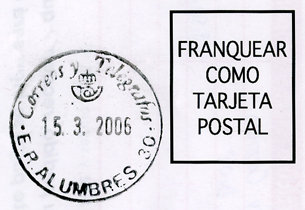 Correos y Telégrafos
15.3.2006
E.P. ALUMBRES 30
FRANQUEAR
COMO
TARJETA
POSTAL